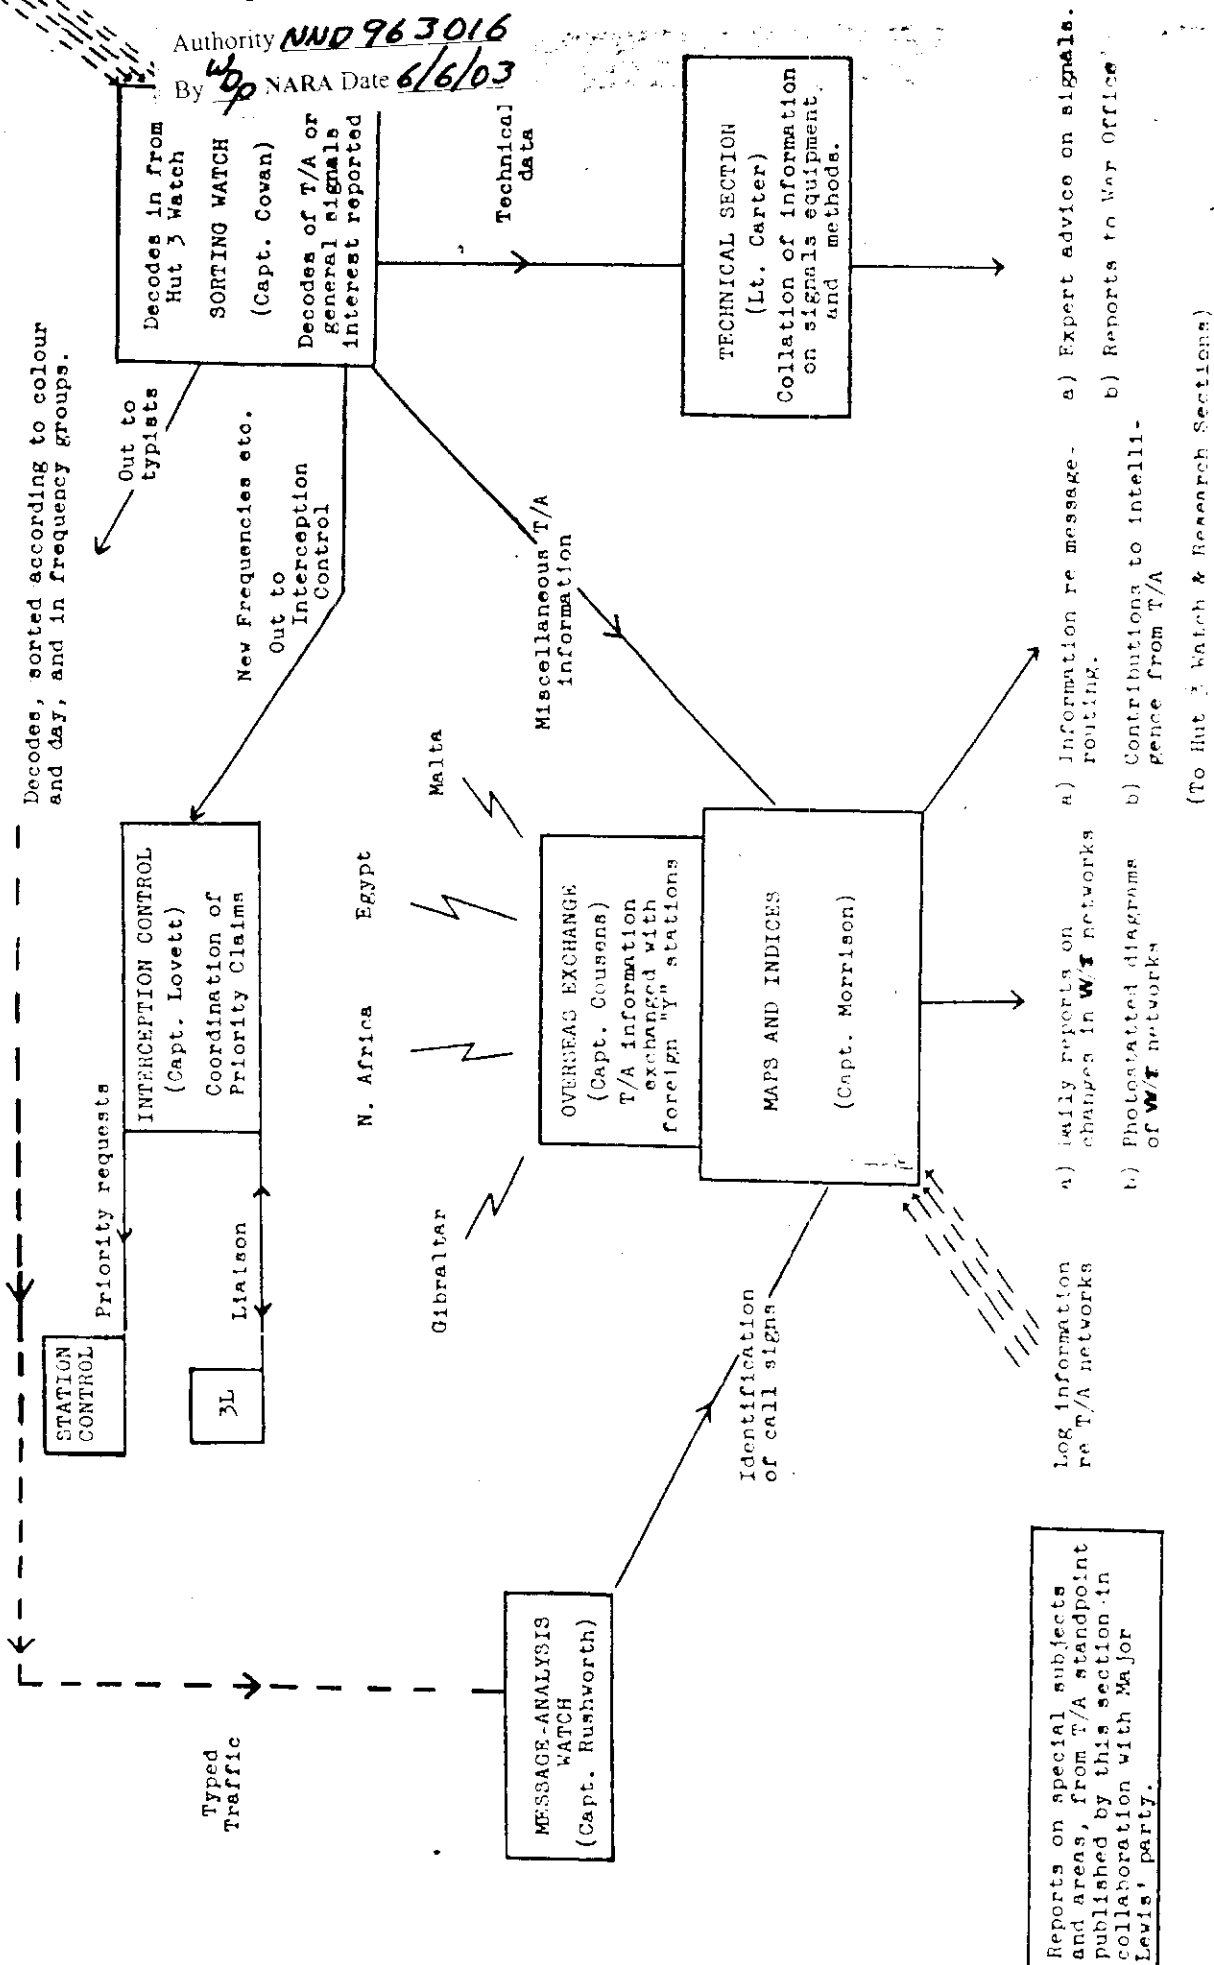 Authority NND 963016
By WDP NARA Date 6/6/03
Typed
Traffic
Decodes, sorted according to colour
and day, and in frequency groups.
STATION
CONTROL
Priority requests
3L
Liaison
INTERCEPTION CONTROL
(Capt. Lovett)
Coordination of
Priority Claims
Out to
typists
New Frequencies etc.
Out to
Interception
Control
Decodes in from
Hut 3 Watch
SORTING WATCH
(Capt. Cowan)
Decodes of T/A or
general signals
interest reported
Gibraltar
N. Africa
Egypt
Malta
Miscellaneous T/A
information
Technical
data
MESSAGE-ANALYSIS
WATCH
(Capt. Rushworth)
Identification
of call signs
OVERSEAS EXCHANGE
(Capt. Cousens)
T/A information
exchanged with
foreign "Y" stations
MAPS AND INDICES
(Capt. Morrison)
TECHNICAL SECTION
(Lt. Carter)
Collation of information
on signals equipment,
and methods.
Reports on special subjects
and areas, from T/A standpoint
published by this section in
collaboration with Major
Lewis' party.
Log information
re T/A networks
a) Daily reports on
changes in W/T networks
b) Photostatted diagrams
of W/T networks
a) Information re message-
routing.
b) Contributions to intelli-
gence from T/A
(To Hut 3 Watch & Research Sections)
a) Expert advice on signals.
b) Reports to War Office